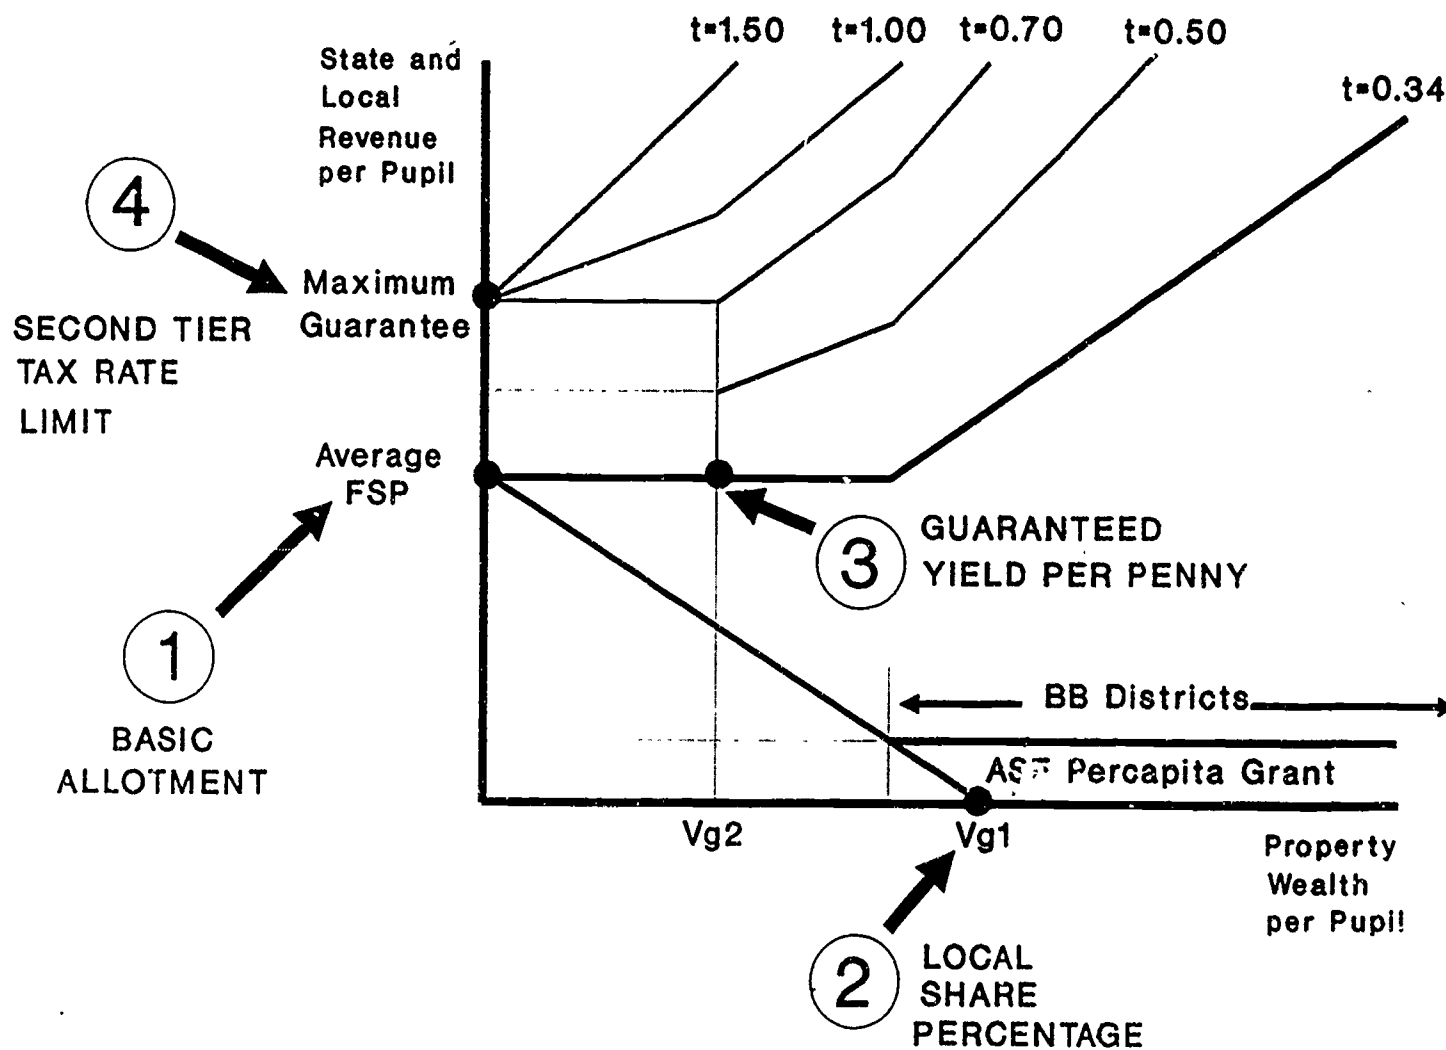 t=1.50 t=1.00 t=0.70 t=0.50
t=0.34
State and
Local
Revenue
per Pupil
4
Maximum
Guarantee
SECOND TIER
TAX RATE
LIMIT
Average
FSP
3
GUARANTEED
YIELD PER PENNY
1
BASIC
ALLOTMENT
BB Districts
Percapita Grant
Vg2
Vg1
Property
Wealth
per Pupil
2
LOCAL
SHARE
PERCENTAGE